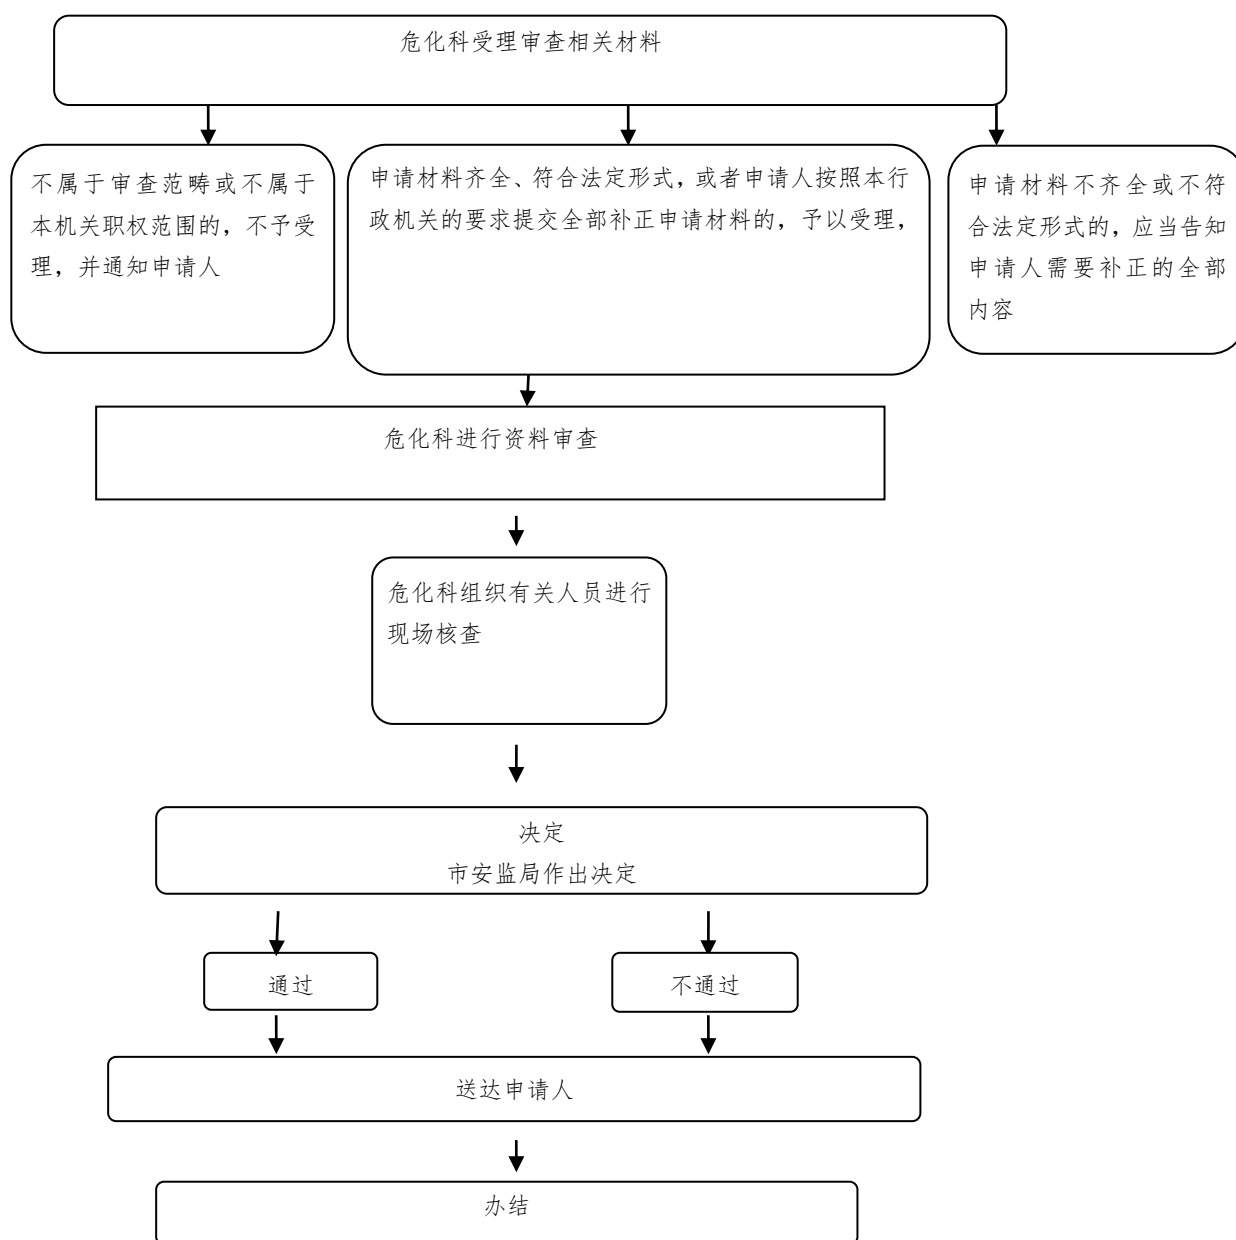 危化科受理审查相关材料
不属于审查范畴或不属于
本机关职权范围的，不予受
理，并通知申请人
申请材料齐全、符合法定形式，或者申请人按照本行
政机关的要求提交全部补正申请材料的，予以受理，
申请材料不齐全或不符
合法定形式的，应当告知
申请人需要补正的全部
内容
危化科进行资料审查
危化科组织有关人员进行
现场核查
决定
市安监局作出决定
通过
不通过
送达申请人
办结